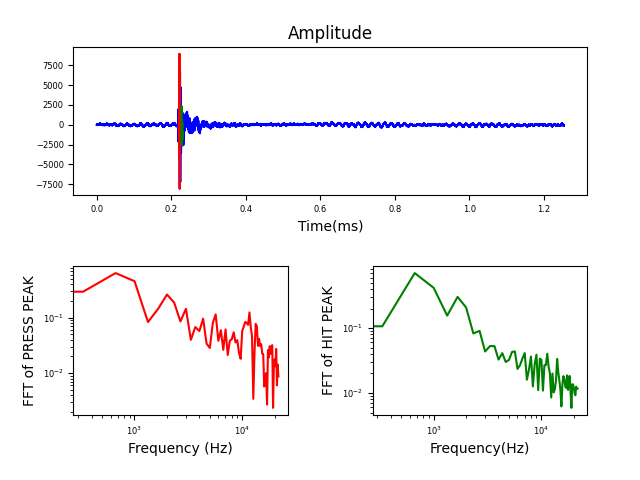 Amplitude
7500
5000
2500
0
−2500
−5000
−7500
0.0 0.2 0.4 0.6 0.8 1.0 1.2
Time(ms)
FFT of PRESS PEAK
10⁻¹
10⁻²
10³ 10⁴
Frequency (Hz)
FFT of HIT PEAK
10⁻¹
10⁻²
10³ 10⁴
Frequency(Hz)